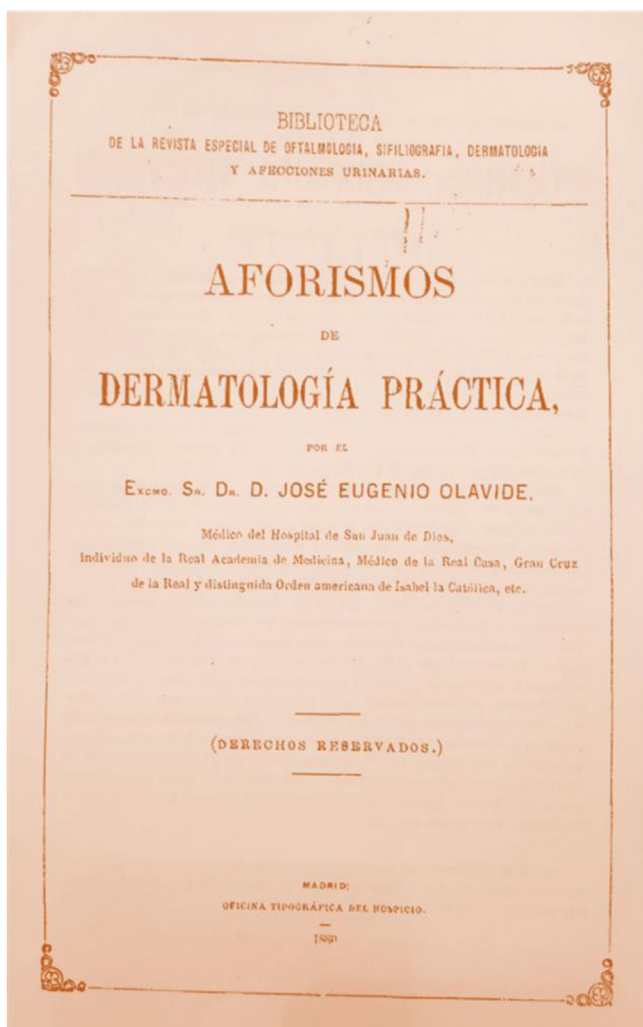 BIBLIOTECA
DE LA REVISTA ESPECIAL DE OFTALMOLOGIA, SIFILIOGRAFIA, DERMATOLOGIA
Y AFECCIONES URINARIAS.
AFORISMOS
DE
DERMATOLOGÍA PRÁCTICA,
POR EL
EXCMO. SR. DR. D. JOSÉ EUGENIO OLAVIDE.
Médico del Hospital de San Juan de Dios,
individuo de la Real Academia de Medicina, Médico de la Real Casa, Gran Cruz
de la Real y distinguida Orden americana de Isabel la Católica, etc.
(DERECHOS RESERVADOS.)
MADRID:
OFICINA TIPOGRÁFICA DEL HOSPICIO.
1880